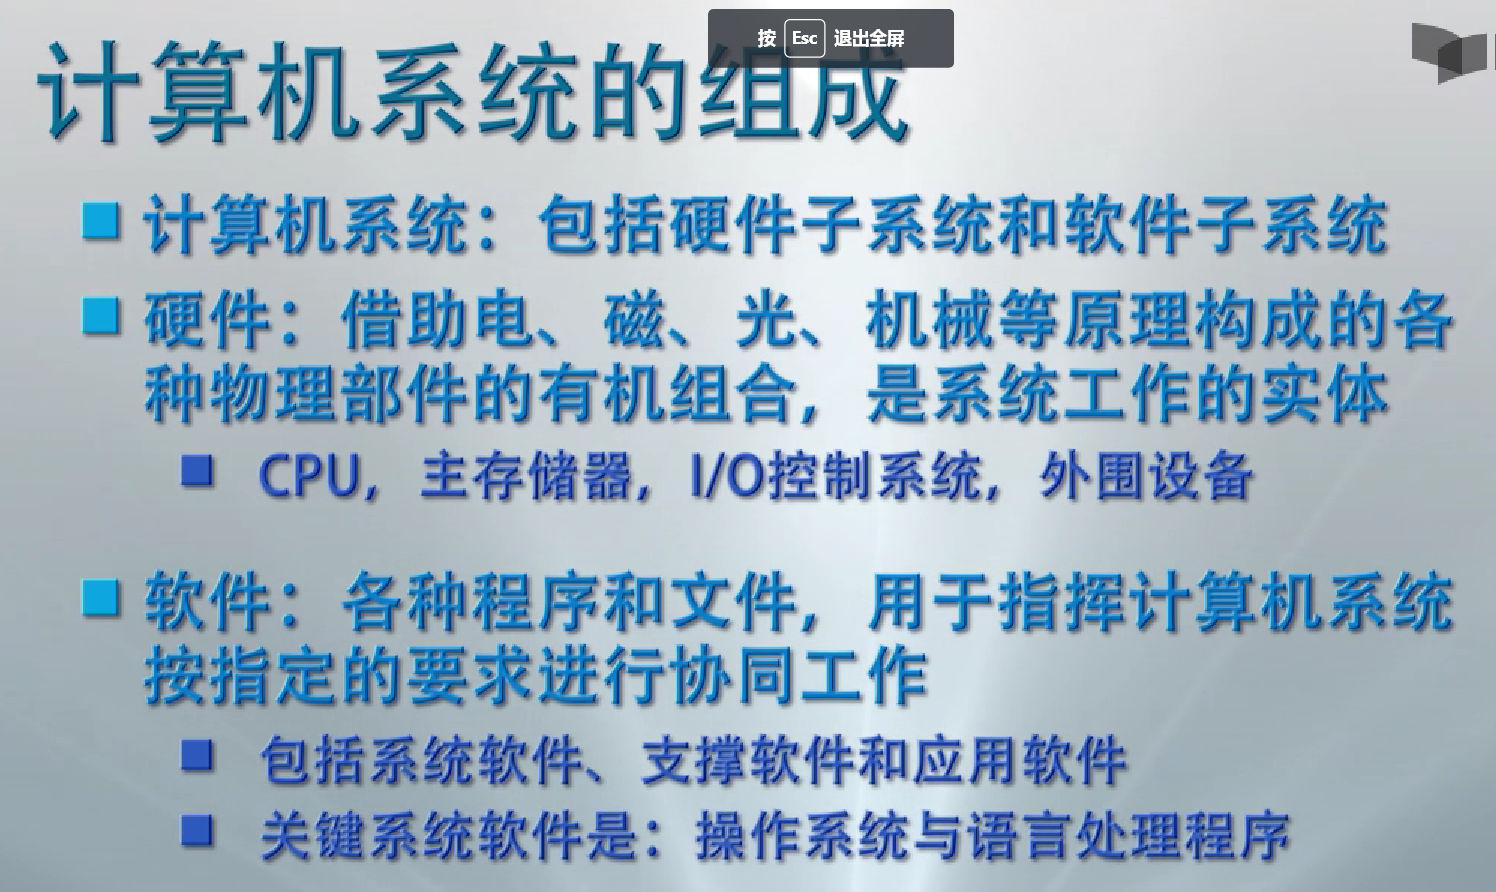 按 Esc 退出全屏
计算机系统的组成
计算机系统：包括硬件子系统和软件子系统
硬件：借助电、磁、光、机械等原理构成的各
种物理部件的有机组合，是系统工作的实体
CPU，主存储器，I/O控制系统，外围设备
软件：各种程序和文件，用于指挥计算机系统
按指定的要求进行协同工作
包括系统软件、支撑软件和应用软件
关键系统软件是：操作系统与语言处理程序